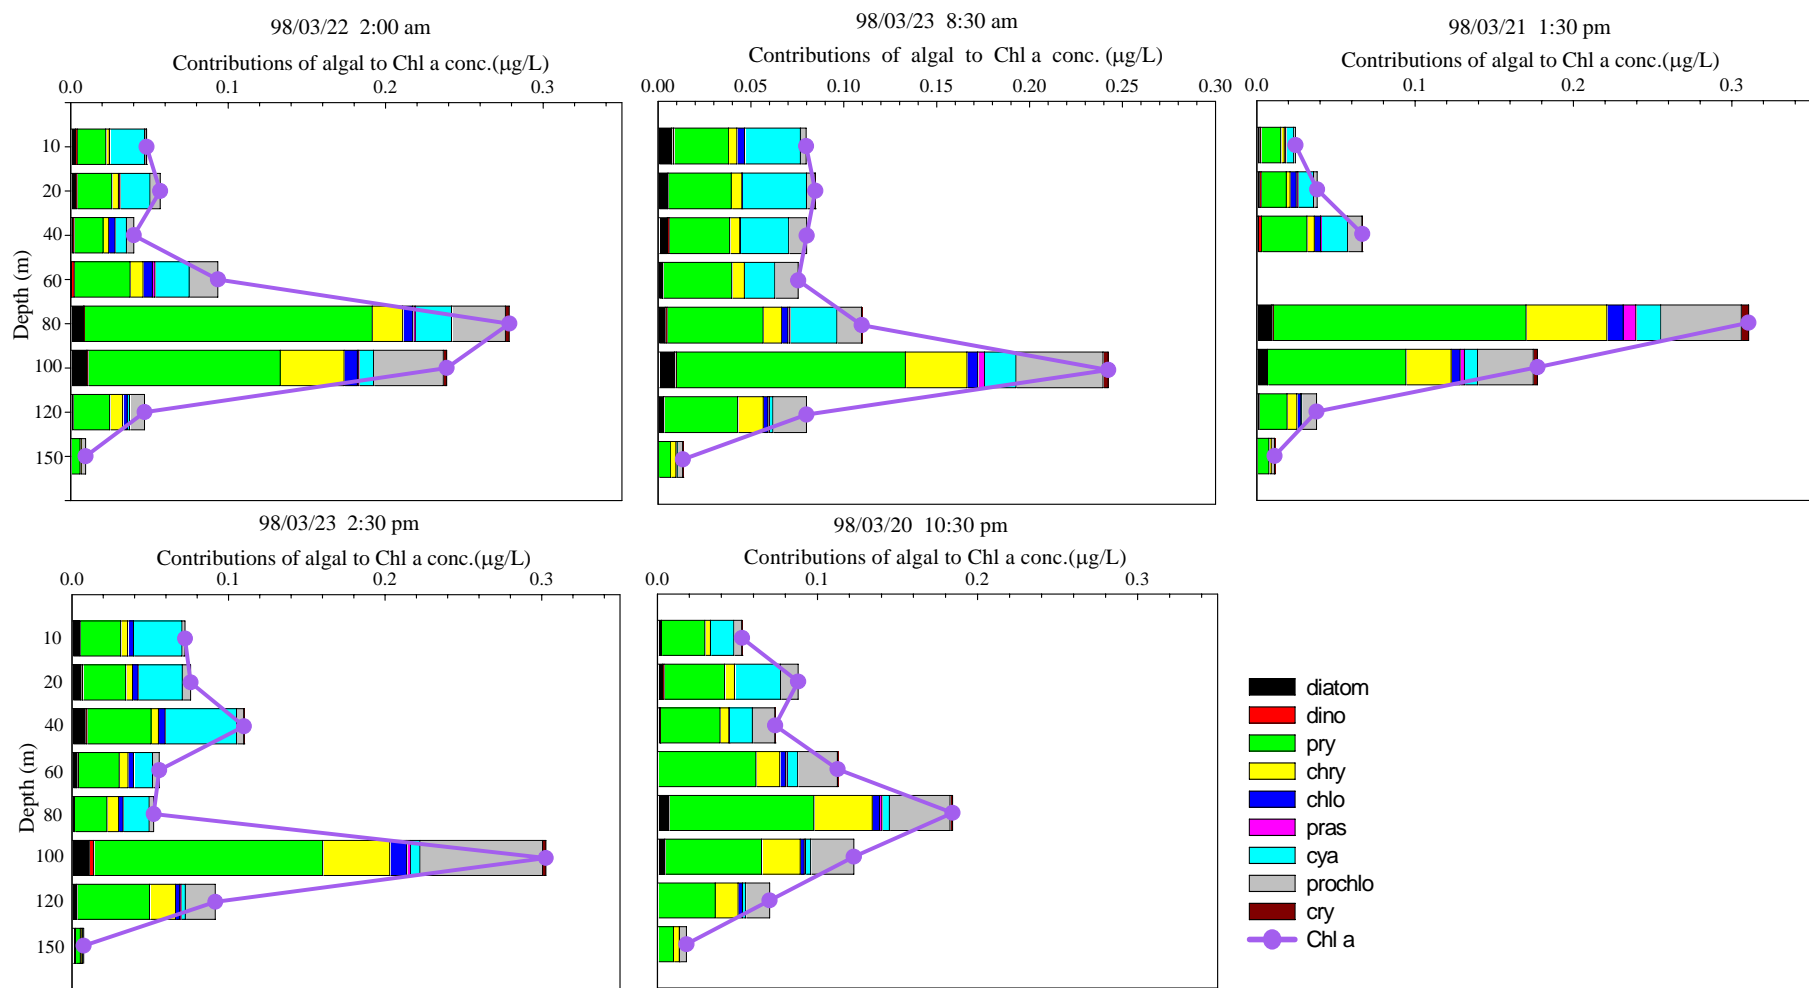 98/03/22 2:00 am
Contributions of algal to Chl a conc.(μg/L)
0.0 0.1 0.2 0.3
Depth (m)
10
20
40
60
80
100
120
150
98/03/23 8:30 am
Contributions of algal to Chl a conc. (μg/L)
0.00 0.05 0.10 0.15 0.20 0.25 0.30
98/03/21 1:30 pm
Contributions of algal to Chl a conc.(μg/L)
0.0 0.1 0.2 0.3
98/03/23 2:30 pm
Contributions of algal to Chl a conc.(μg/L)
0.0 0.1 0.2 0.3
Depth (m)
10
20
40
60
80
100
120
150
98/03/20 10:30 pm
Contributions of algal to Chl a conc.(μg/L)
0.0 0.1 0.2 0.3
diatom
dino
pry
chry
chlo
pras
cya
prochlo
cry
Chl a